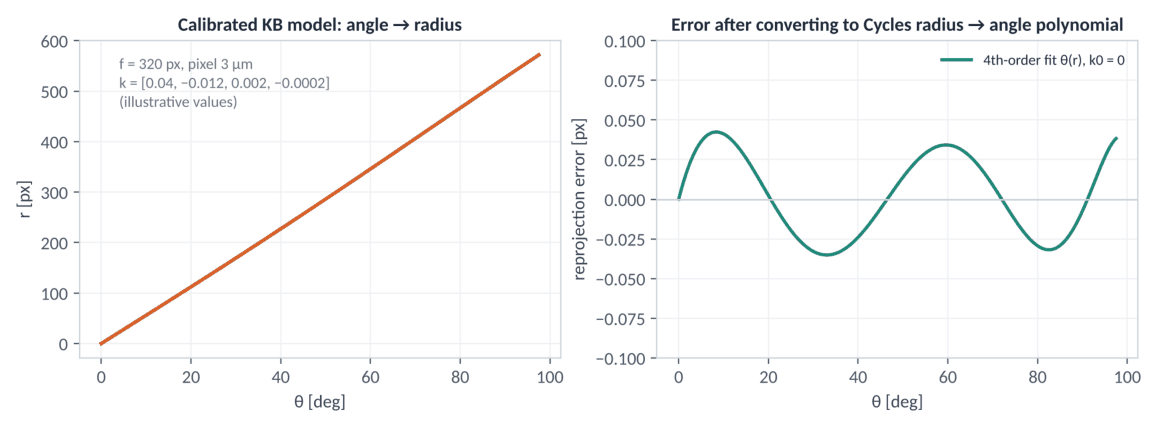 Calibrated KB model: angle → radius
f = 320 px, pixel 3 µm
k = [0.04, −0.012, 0.002, −0.0002]
(illustrative values)
600
500
400
300
200
100
0
r [px]
0 20 40 60 80 100
θ [deg]
Error after converting to Cycles radius → angle polynomial
4th-order fit θ(r), k0 = 0
0.100
0.075
0.050
0.025
0.000
−0.025
−0.050
−0.075
−0.100
reprojection error [px]
0 20 40 60 80 100
θ [deg]